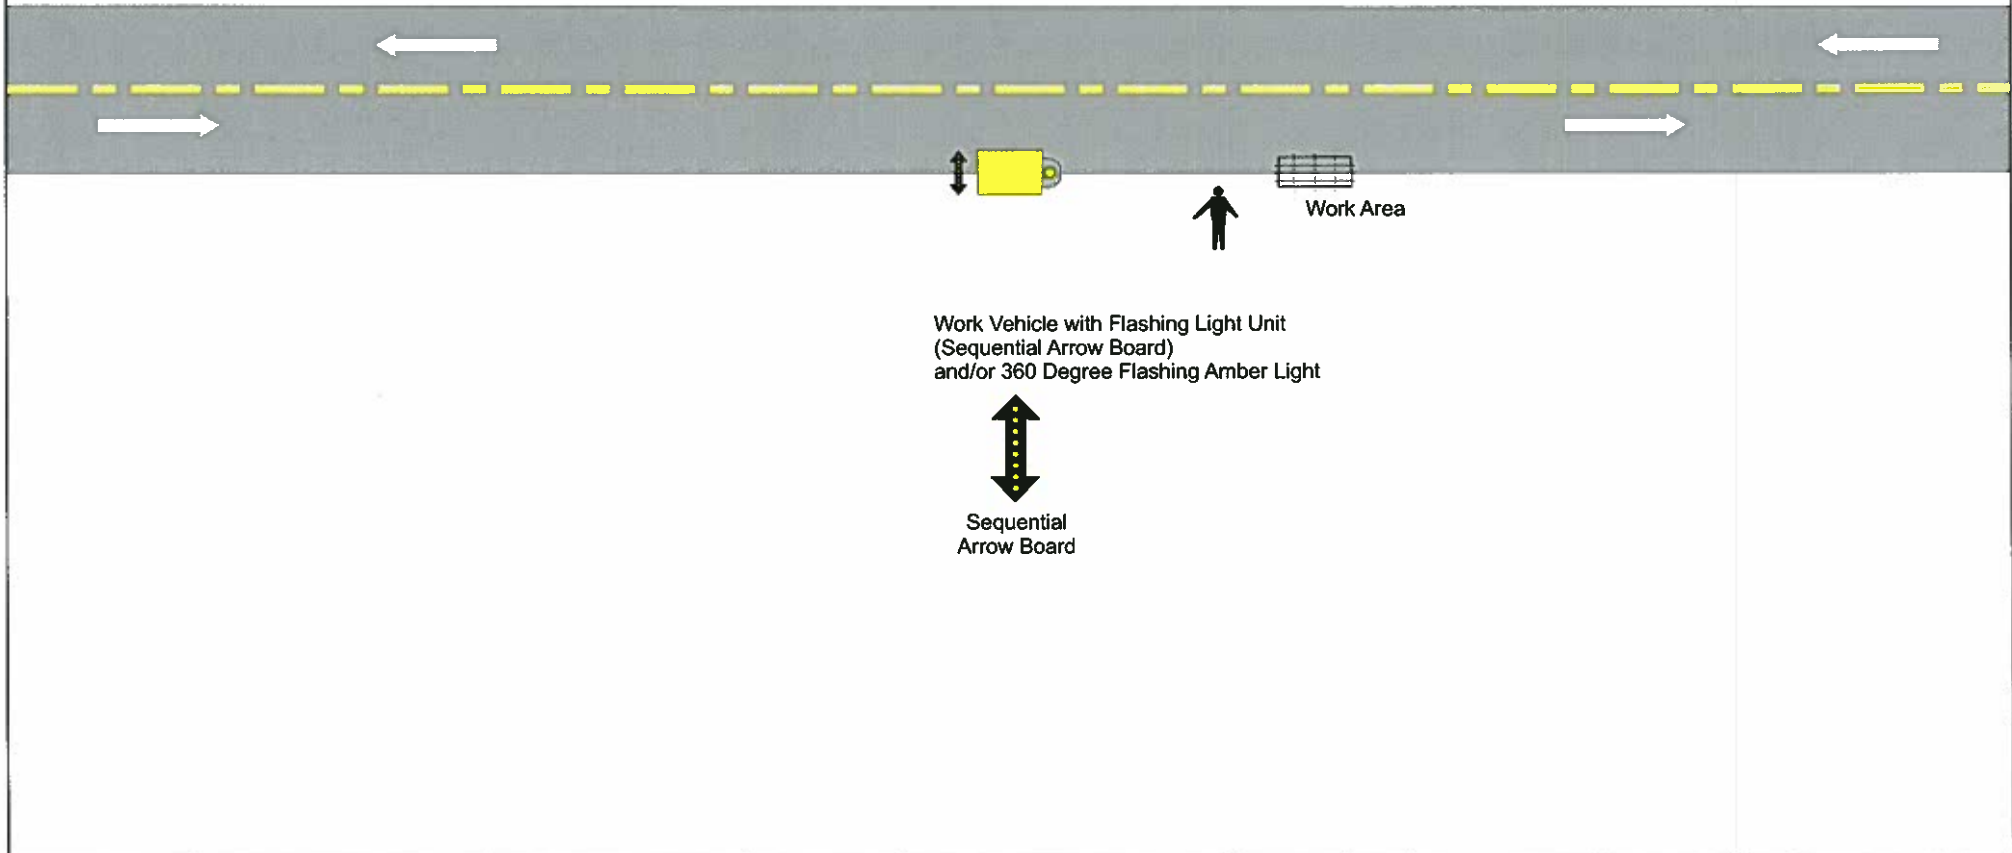 Work Area
Work Vehicle with Flashing Light Unit
(Sequential Arrow Board)
and/or 360 Degree Flashing Amber Light
Sequential
Arrow Board